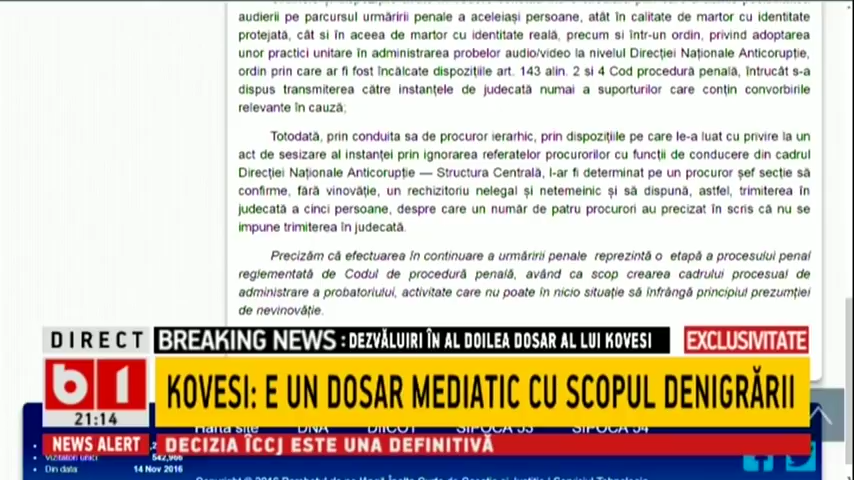 audierii pe parcursul urmăririi penale a aceleiași persoane, atât în calitate de martor cu identitate
protejată, cât si în aceea de martor cu identitate reală, precum si într-un ordin, privind adoptarea
unor practici unitare în administrarea probelor audio/video la nivelul Direcției Naționale Anticorupție,
ordin prin care ar fi fost încălcate dispozițiile art. 143 alin. 2 si 4 Cod procedură penală, întrucât s-a
dispus transmiterea către instanțele de judecată numai a suporturilor care conțin convorbirile
relevante în cauză;
Totodată, prin conduita sa de procuror ierarhic, prin dispozițiile pe care le-a luat cu privire la un
act de sesizare al instanței prin ignorarea referatelor procurorilor cu funcții de conducere din cadrul
Direcției Naționale Anticorupție — Structura Centrală, l-ar fi determinat pe un procuror șef secție să
confirme, fără vinovăție, un rechizitoriu nelegal și netemeinic și să dispună, astfel, trimiterea în
judecată a cinci persoane, despre care un număr de patru procurori au precizat în scris că nu se
impune trimiterea în judecată.
Precizăm că efectuarea în continuare a urmăririi penale reprezintă o etapă a procesului penal
reglementată de Codul de procedură penală, având ca scop crearea cadrului procesual de
administrare a probatoriului, activitate care nu poate în nicio situație să înfrângă principiul prezumției
de nevinovăție.
DIRECT BREAKING NEWS : DEZVĂLUIRI ÎN AL DOILEA DOSAR AL LUI KOVESI EXCLUSIVITATE
b1 KOVESI: E UN DOSAR MEDIATIC CU SCOPUL DENIGRĂRII
21:14
Harta site DNA DIICOT SIPOCA 53 SIPOCA 54
NEWS ALERT DECIZIA ÎCCJ ESTE UNA DEFINITIVĂ
Vizitatori unici 542,966
Din data 14 Nov 2016